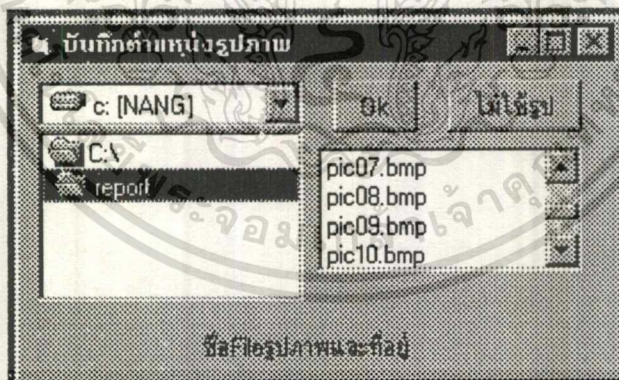 บันทึกตำแหน่งรูปภาพ
c: [NANG]
Ok
ไม่ใช้รูป
C:\
report
pic07.bmp
pic08.bmp
pic09.bmp
pic10.bmp
ชื่อFileรูปภาพและที่อยู่